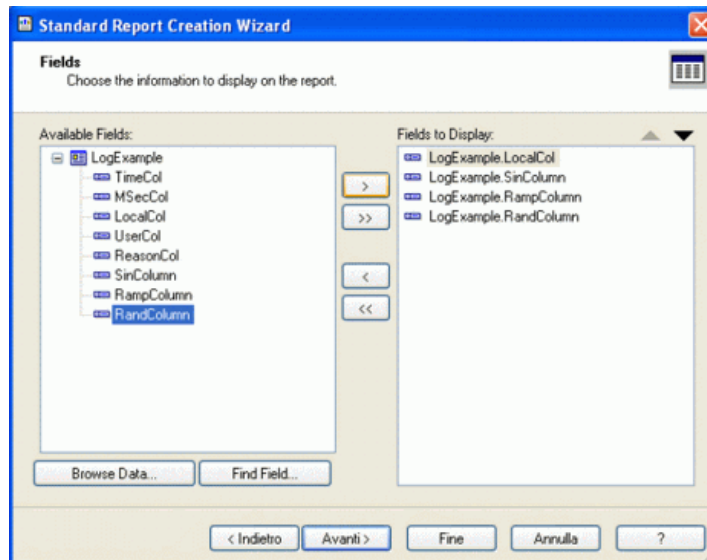 Standard Report Creation Wizard
Fields
Choose the information to display on the report.
Available Fields:
LogExample
TimeCol
MSecCol
LocalCol
UserCol
ReasonCol
SinColumn
RampColumn
RandColumn
>
>>
<
<<
Fields to Display:
LogExample.LocalCol
LogExample.SinColumn
LogExample.RampColumn
LogExample.RandColumn
Browse Data...
Find Field...
< Indietro
Avanti >
Fine
Annulla
?